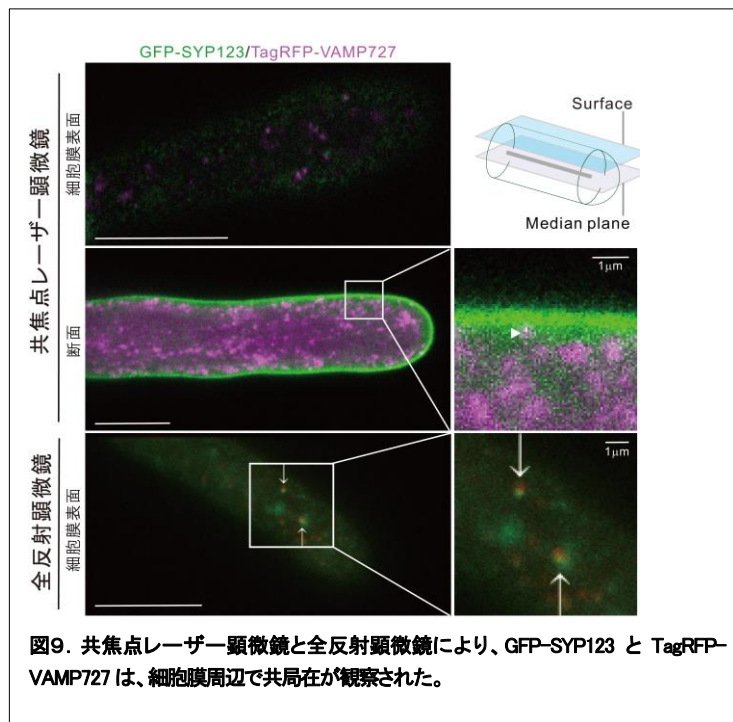 GFP-SYP123/TagRFP-VAMP727
共焦点レーザー顕微鏡
細胞膜表面
Surface
Median plane
断面
1μm
全反射顕微鏡
細胞膜表面
1μm
図9. 共焦点レーザー顕微鏡と全反射顕微鏡により、GFP-SYP123 と TagRFP-
VAMP727 は、細胞膜周辺で共局在が観察された。